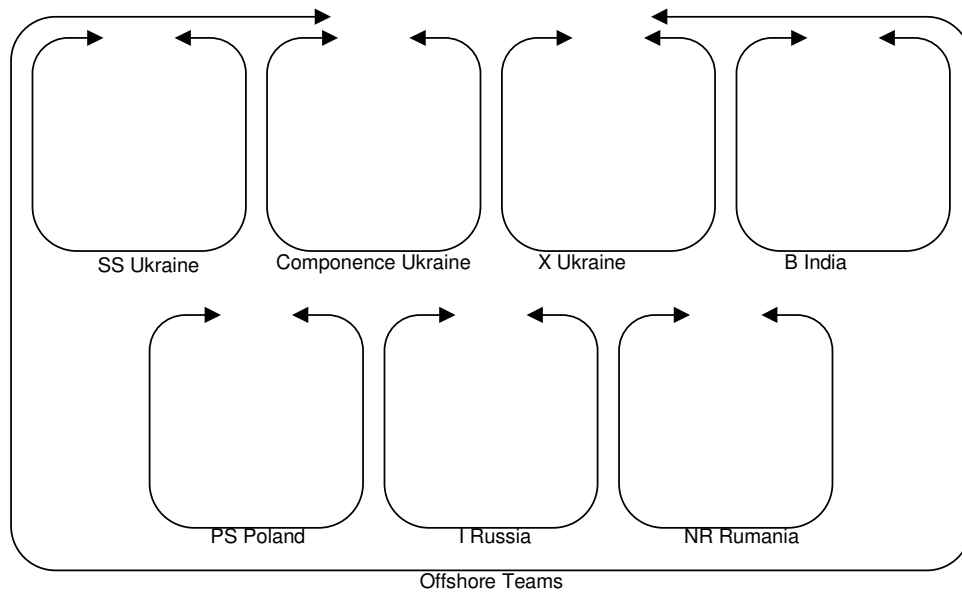 SS Ukraine
Componence Ukraine
X Ukraine
B India
PS Poland
I Russia
NR Rumania
Offshore Teams